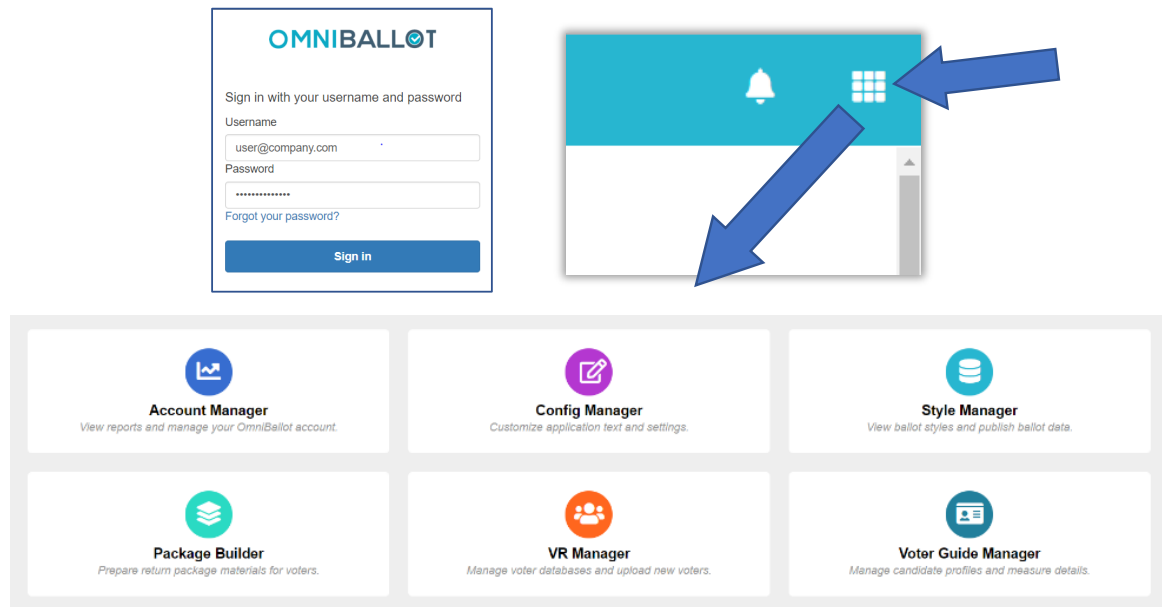 OMNIBALLOT
Sign in with your username and password
Username
user@company.com
Password
••••••••••••••
Forgot your password?
Sign in
Account Manager
View reports and manage your OmniBallot account.
Config Manager
Customize application text and settings.
Style Manager
View ballot styles and publish ballot data.
Package Builder
Prepare return package materials for voters.
VR Manager
Manage voter databases and upload new voters.
Voter Guide Manager
Manage candidate profiles and measure details.